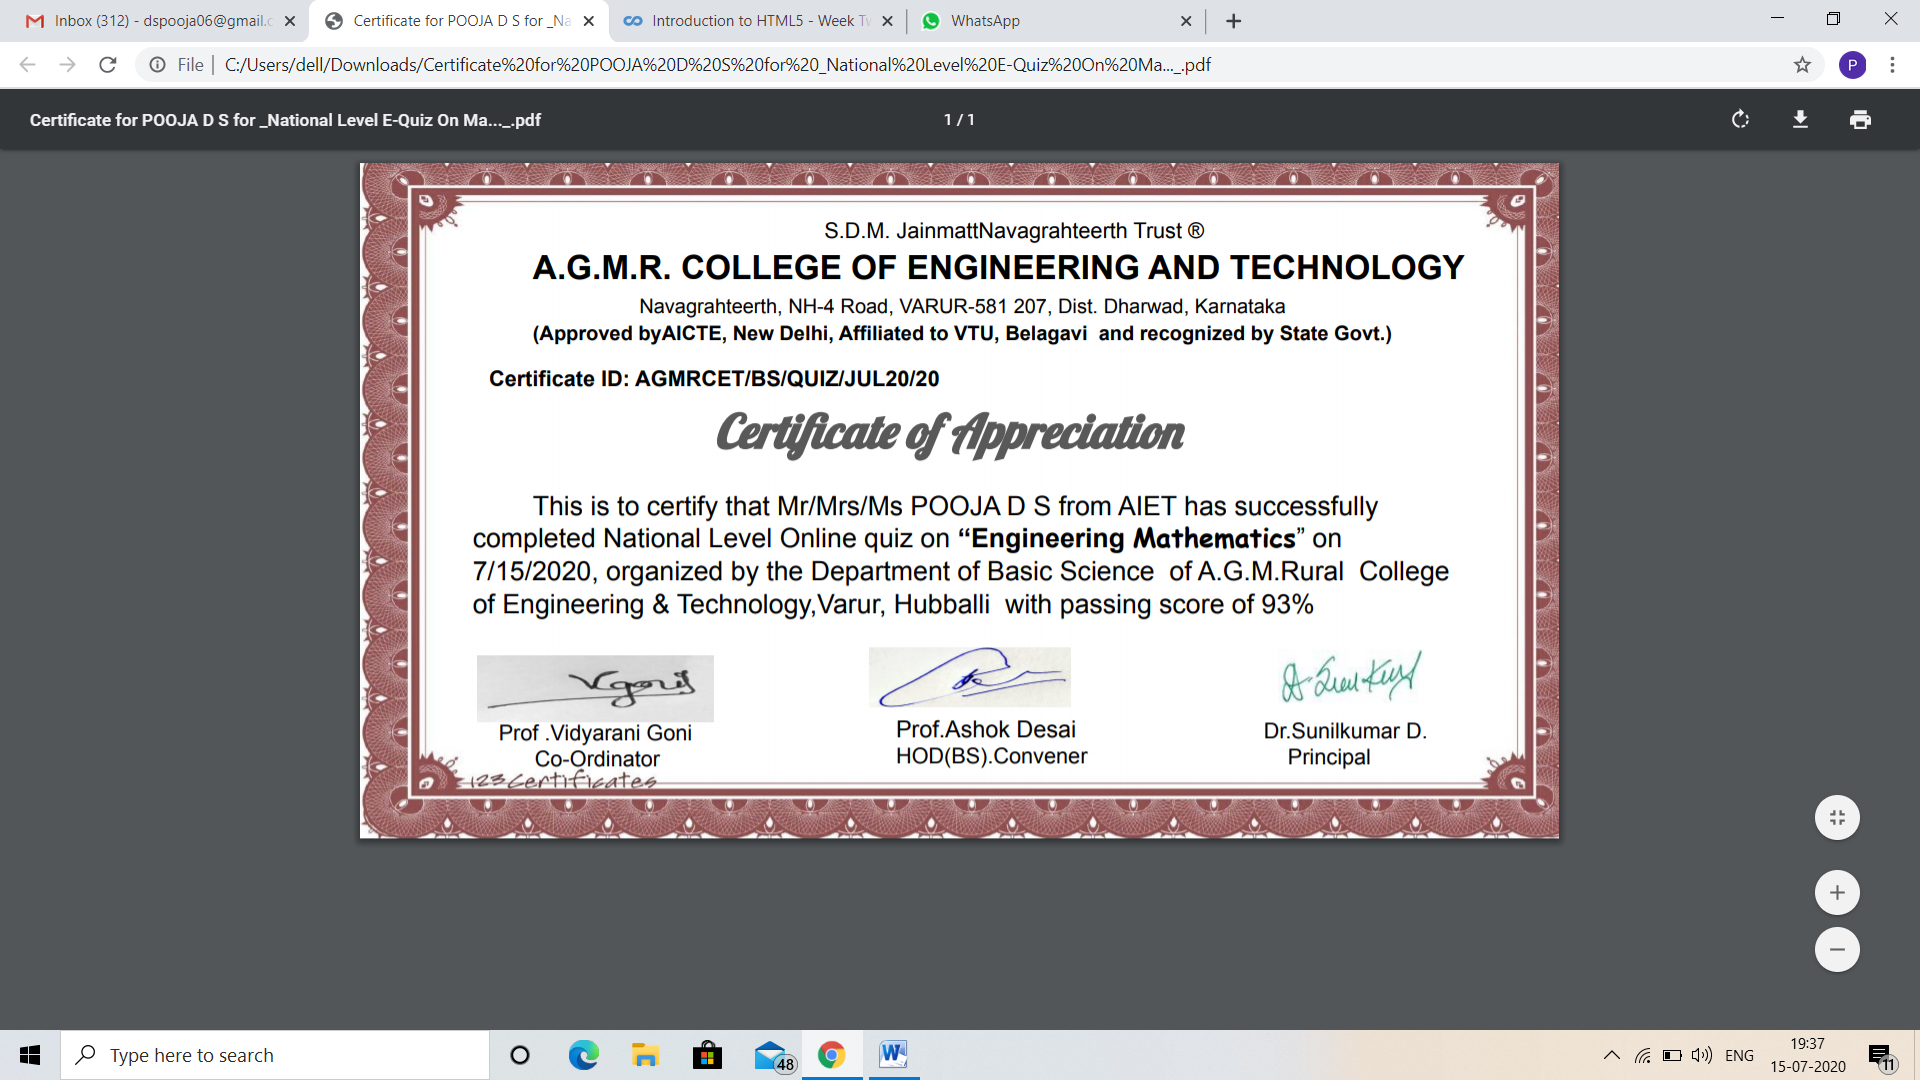 Inbox (312) - dspooja06@gmail.c
Certificate for POOJA D S for _Na
Introduction to HTML5 - Week Tw
WhatsApp
File
C:/Users/dell/Downloads/Certificate%20for%20POOJA%20D%20S%20for%20_National%20Level%20E-Quiz%20On%20Ma..._.pdf
P
Certificate for POOJA D S for _National Level E-Quiz On Ma..._.pdf
1 / 1
S.D.M. JainmattNavagrahteerth Trust ®
A.G.M.R. COLLEGE OF ENGINEERING AND TECHNOLOGY
Navagrahteerth, NH-4 Road, VARUR-581 207, Dist. Dharwad, Karnataka
(Approved byAICTE, New Delhi, Affiliated to VTU, Belagavi and recognized by State Govt.)
Certificate ID: AGMRCET/BS/QUIZ/JUL20/20
Certificate of Appreciation
This is to certify that Mr/Mrs/Ms POOJA D S from AIET has successfully
completed National Level Online quiz on “Engineering Mathematics” on
7/15/2020, organized by the Department of Basic Science of A.G.M.Rural College
of Engineering & Technology,Varur, Hubballi with passing score of 93%
Prof .Vidyarani Goni
Co-Ordinator
Prof.Ashok Desai
HOD(BS).Convener
Dr.Sunilkumar D.
Principal
123Certificates
Type here to search
48
ENG
19:37
15-07-2020
11